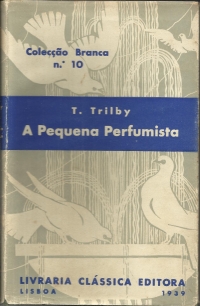 Colecção Branca
n.º 10
T. Trilby
A Pequena Perfumista
LIVRARIA CLÁSSICA EDITORA
LISBOA 1939